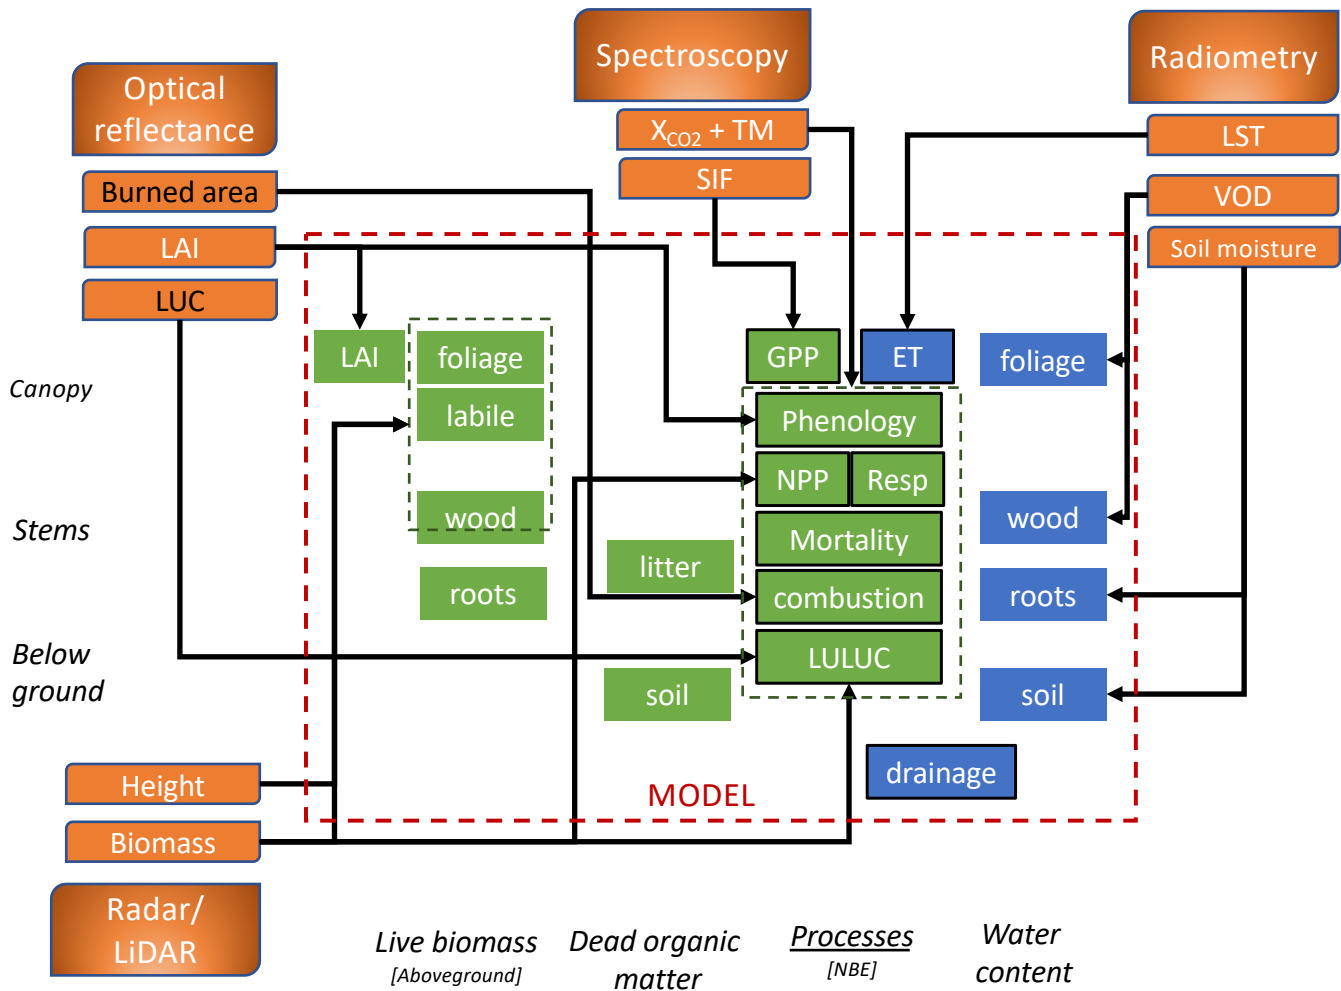 Spectroscopy
Radiometry
Optical
reflectance
X_CO2 + TM
LST
SIF
Burned area
VOD
LAI
Soil moisture
LUC
LAI
foliage
GPP
ET
foliage
Canopy
labile
Phenology
NPP
Resp
Stems
wood
Mortality
wood
litter
roots
combustion
roots
Below
ground
LULUC
soil
soil
Height
drainage
MODEL
Biomass
Radar/
LiDAR
Live biomass
[Aboveground]
Dead organic
matter
Processes
[NBE]
Water
content